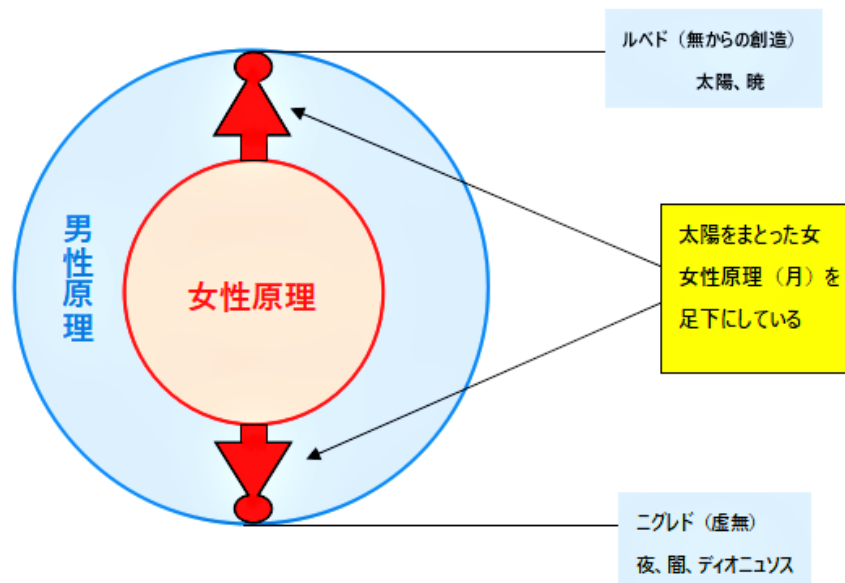 ルベド（無からの創造）
太陽、暁
男性原理
女性原理
太陽をまとった女
女性原理（月）を
足下にしている
ニグレド（虚無）
夜、闇、ディオニュソス